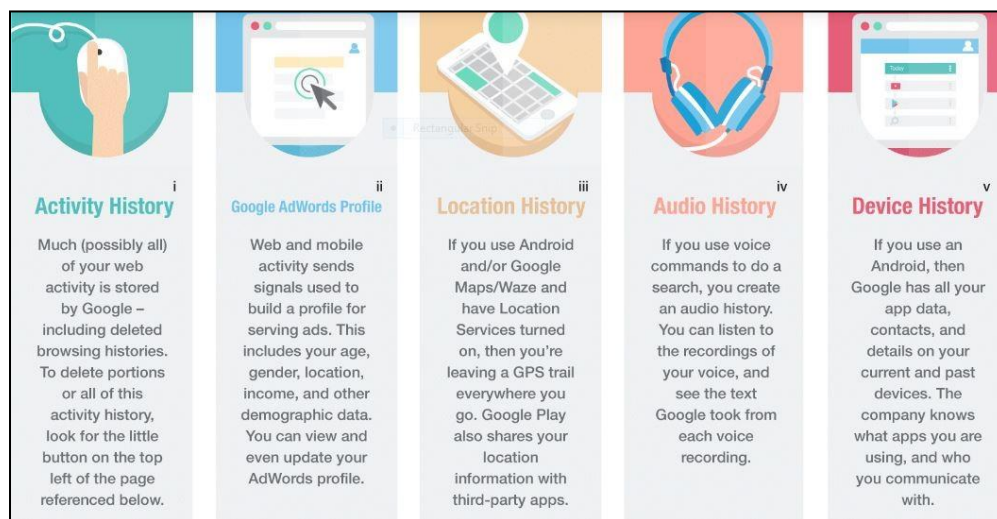 Today
Rectangular Snip
i
Activity History
Much (possibly all)
of your web
activity is stored
by Google –
including deleted
browsing histories.
To delete portions
or all of this
activity history,
look for the little
button on the top
left of the page
referenced below.
ii
Google AdWords Profile
Web and mobile
activity sends
signals used to
build a profile for
serving ads. This
includes your age,
gender, location,
income, and other
demographic data.
You can view and
even update your
AdWords profile.
iii
Location History
If you use Android
and/or Google
Maps/Waze and
have Location
Services turned
on, then you're
leaving a GPS trail
everywhere you
go. Google Play
also shares your
location
information with
third-party apps.
iv
Audio History
If you use voice
commands to do a
search, you create
an audio history.
You can listen to
the recordings of
your voice, and
see the text
Google took from
each voice
recording.
v
Device History
If you use an
Android, then
Google has all your
app data,
contacts, and
details on your
current and past
devices. The
company knows
what apps you are
using, and who
you communicate
with.